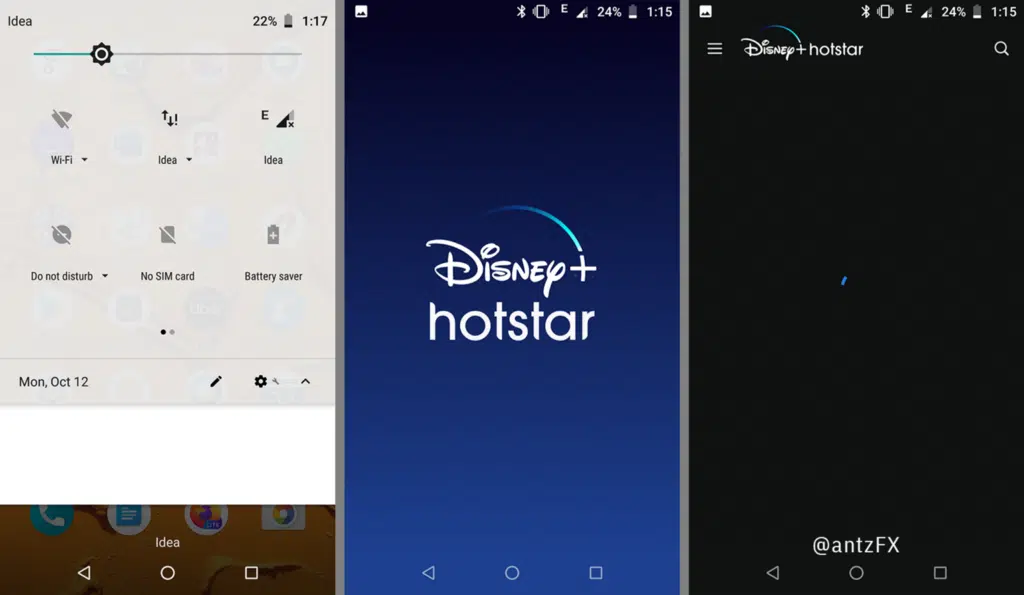 Idea
22%
1:17
E
Wi-Fi
Idea
Idea
Do not disturb
No SIM card
Battery saver
Mon, Oct 12
Idea
E
24%
1:15
Disney+
hotstar
E
24%
1:15
Disney+ hotstar
@antzFX